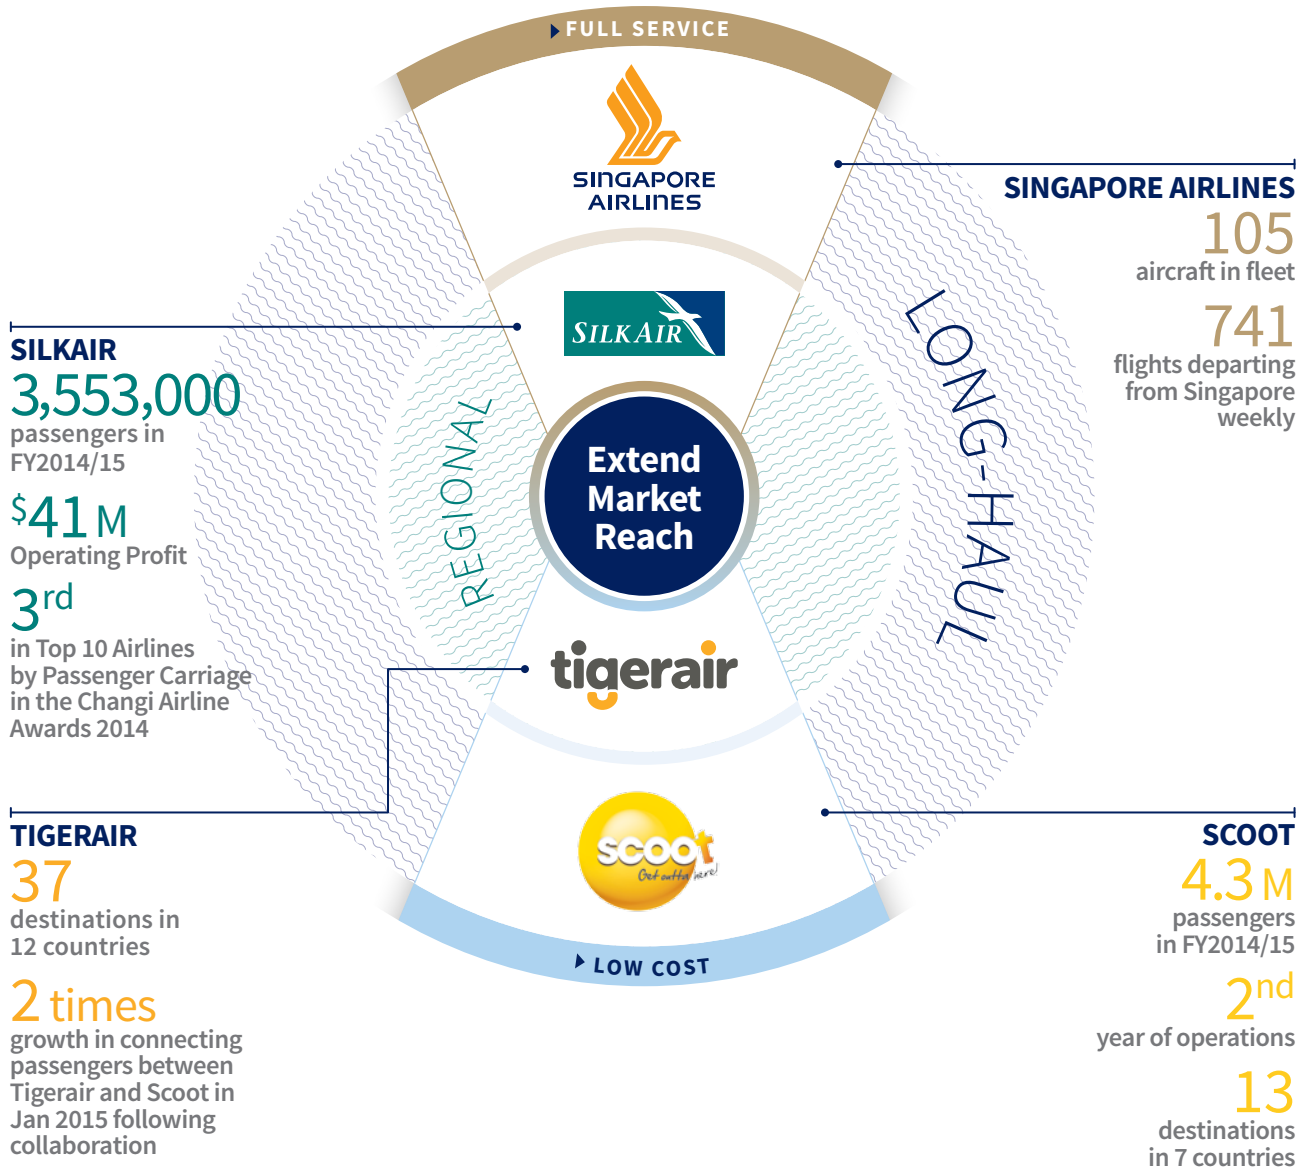 FULL SERVICE
SINGAPORE
AIRLINES
SILKAIR
Extend
Market
Reach
tigerair
scoot
Get outta here!
LOW COST
REGIONAL
LONG-HAUL
SINGAPORE AIRLINES
105
aircraft in fleet
741
flights departing
from Singapore
weekly
SILKAIR
3,553,000
passengers in
FY2014/15
$41 M
Operating Profit
3rd
in Top 10 Airlines
by Passenger Carriage
in the Changi Airline
Awards 2014
TIGERAIR
37
destinations in
12 countries
2 times
growth in connecting
passengers between
Tigerair and Scoot in
Jan 2015 following
collaboration
SCOOT
4.3 M
passengers
in FY2014/15
2nd
year of operations
13
destinations
in 7 countries